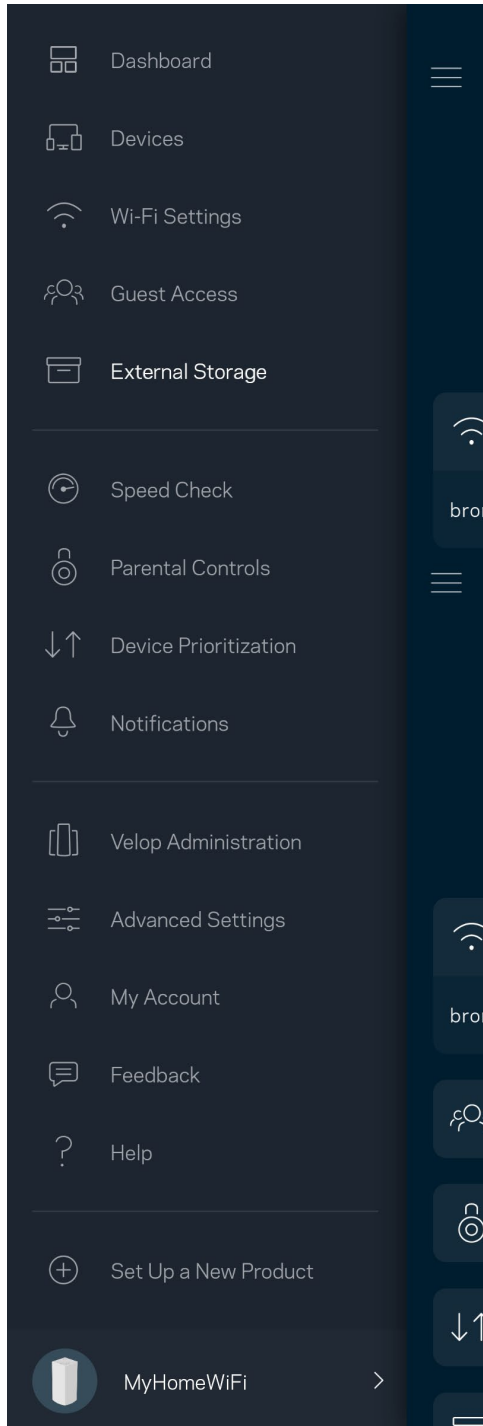 Dashboard
Devices
Wi-Fi Settings
Guest Access
External Storage
Speed Check
Parental Controls
Device Prioritization
Notifications
Velop Administration
Advanced Settings
My Account
Feedback
Help
Set Up a New Product
MyHomeWiFi